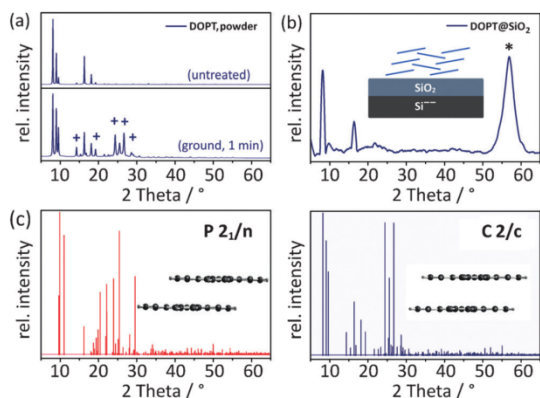 (a)
DOPT, powder
(untreated)
+ + + + + +
(ground, 1 min)
rel. intensity
10 20 30 40 50 60
2 Theta / °
(b)
DOPT@SiO₂
*
SiO₂
Si⁻⁻
rel. intensity
10 20 30 40 50 60
2 Theta / °
(c)
P 2₁/n
rel. intensity
10 20 30 40 50 60
2 Theta / °
C 2/c
rel. intensity
10 20 30 40 50 60
2 Theta / °